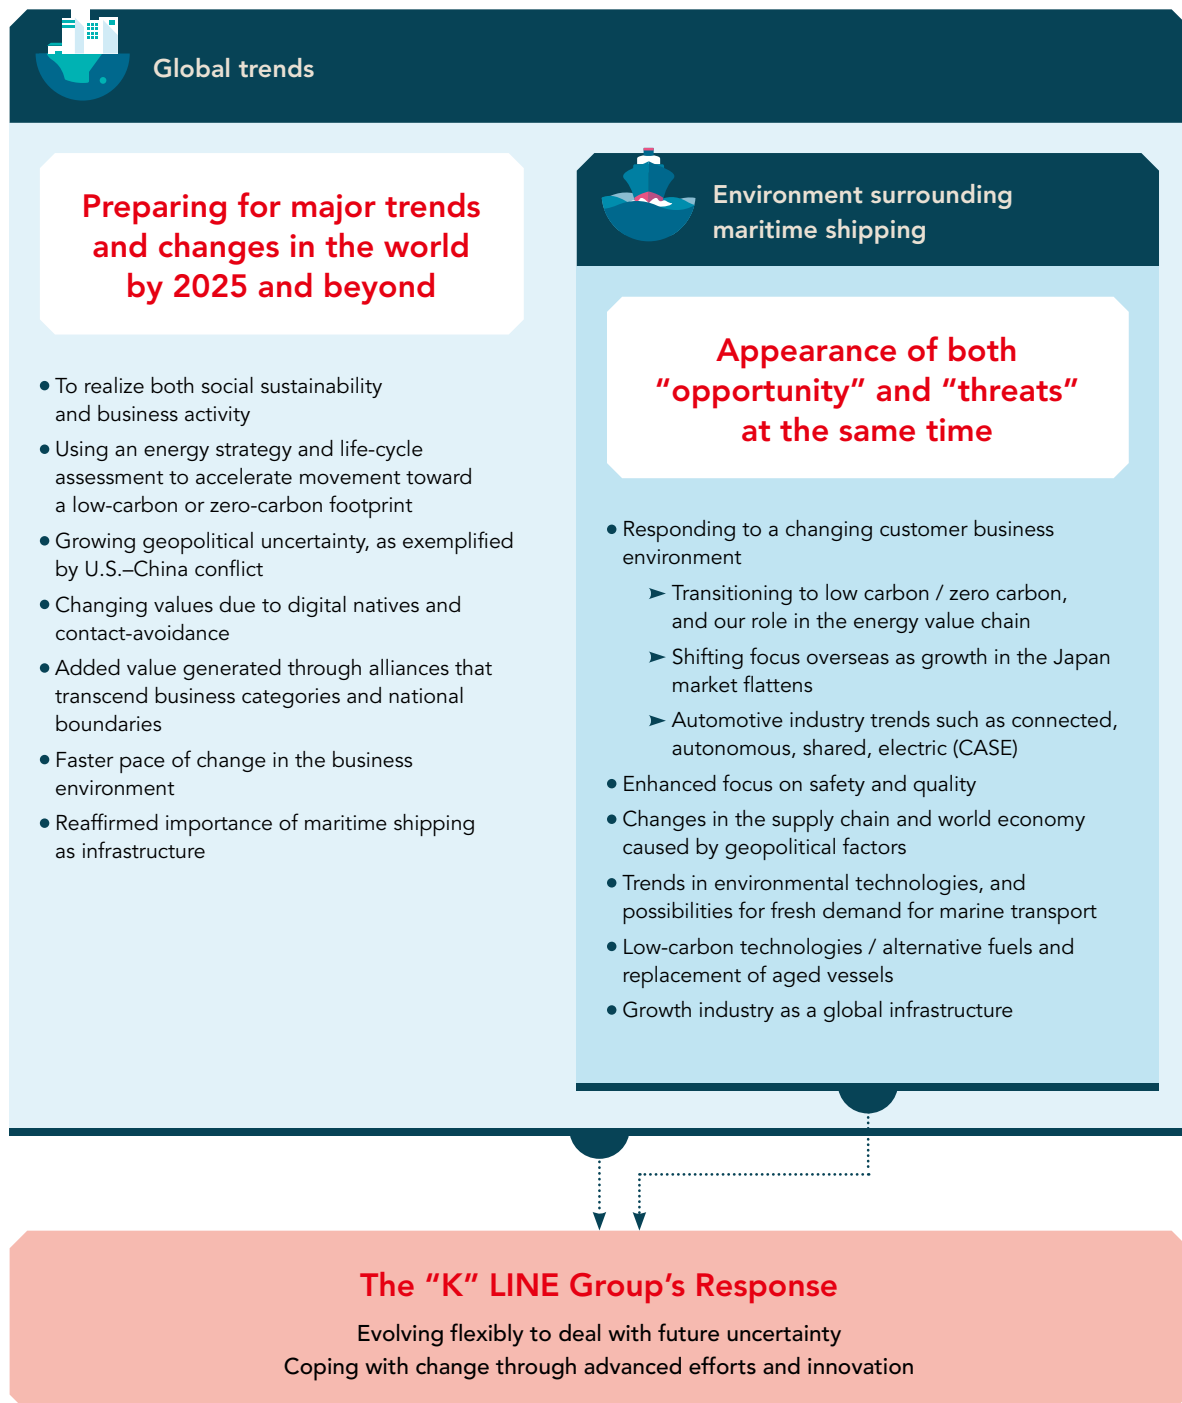 Global trends
Preparing for major trends
and changes in the world
by 2025 and beyond
• To realize both social sustainability
and business activity
• Using an energy strategy and life-cycle
assessment to accelerate movement toward
a low-carbon or zero-carbon footprint
• Growing geopolitical uncertainty, as exemplified
by U.S.–China conflict
• Changing values due to digital natives and
contact-avoidance
• Added value generated through alliances that
transcend business categories and national
boundaries
• Faster pace of change in the business
environment
• Reaffirmed importance of maritime shipping
as infrastructure
Environment surrounding
maritime shipping
Appearance of both
“opportunity” and “threats”
at the same time
• Responding to a changing customer business
environment
➤ Transitioning to low carbon / zero carbon,
and our role in the energy value chain
➤ Shifting focus overseas as growth in the Japan
market flattens
➤ Automotive industry trends such as connected,
autonomous, shared, electric (CASE)
• Enhanced focus on safety and quality
• Changes in the supply chain and world economy
caused by geopolitical factors
• Trends in environmental technologies, and
possibilities for fresh demand for marine transport
• Low-carbon technologies / alternative fuels and
replacement of aged vessels
• Growth industry as a global infrastructure
The “K” LINE Group’s Response
Evolving flexibly to deal with future uncertainty
Coping with change through advanced efforts and innovation